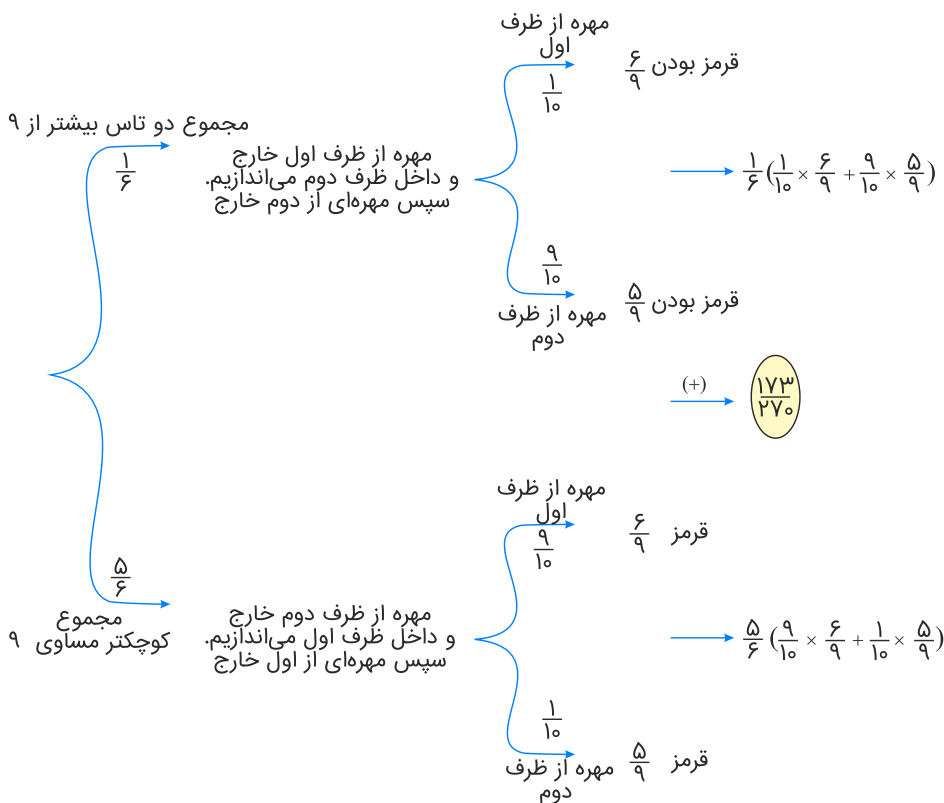 مهره از ظرف
اول
۱/۱۰
۶/۹ قرمز بودن
مجموع دو تاس بیشتر از ۹
۱/۶
مهره از ظرف اول خارج
و داخل ظرف دوم می‌اندازیم.
سپس مهره‌ای از دوم خارج
۱/۶ (۱/۱۰ × ۶/۹ + ۹/۱۰ × ۵/۹)
۹/۱۰
مهره از ظرف
دوم
۵/۹ قرمز بودن
(+)
۱۷۳/۲۷۰
مهره از ظرف
اول
۹/۱۰
۶/۹ قرمز
۵/۶
مجموع
کوچکتر مساوی ۹
مهره از ظرف دوم خارج
و داخل ظرف اول می‌اندازیم.
سپس مهره‌ای از اول خارج
۵/۶ (۹/۱۰ × ۶/۹ + ۱/۱۰ × ۵/۹)
۱/۱۰
مهره از ظرف
دوم
۵/۹ قرمز